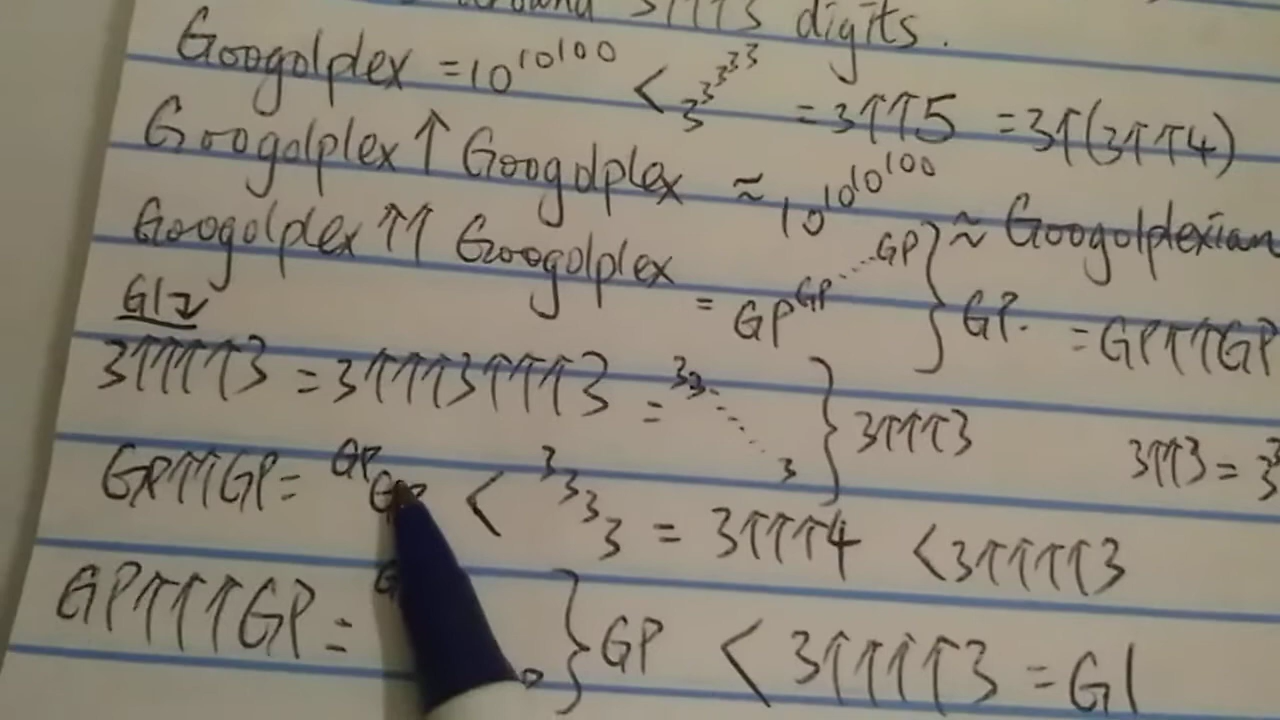 3↑↑↑3 digits.
Googolplex = 10^10^100 < 3^3^3^3^3 = 3↑↑5 = 3↑(3↑↑4)
Googolplex↑Googolplex ≈ 10^10^10^100 ≈ Googolplexian
Googolplex↑↑Googolplex = GP^GP⋰GP } GP. = GP↑↑GP
G1
3↑↑↑↑3 = 3↑↑↑3↑↑↑3 = ³3⋱3 } 3↑↑↑3 3↑↑3 = 3
GP↑↑GP = ᴳᴾGP < ³3 3 3 = 3↑↑↑4 < 3↑↑↑↑3
GP↑↑↑GP = } GP < 3↑↑↑↑3 = G1